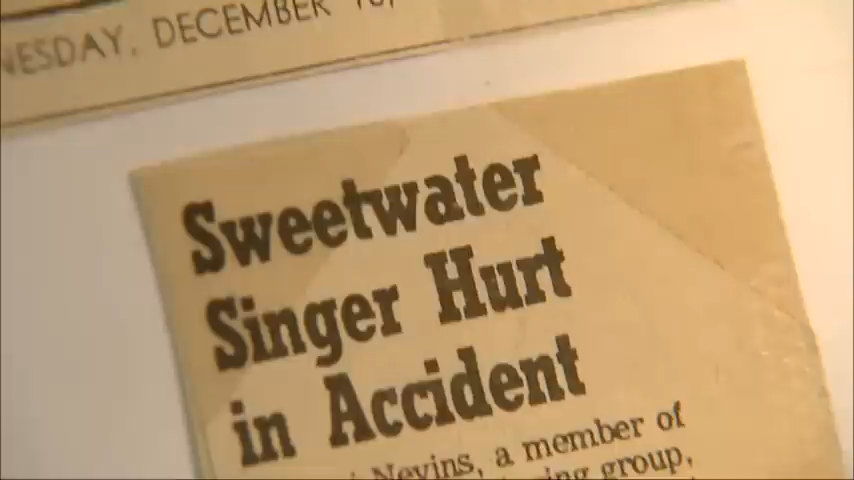 NESDAY, DECEMBER
Sweetwater
Singer Hurt
in Accident
Nevins, a member of
group,